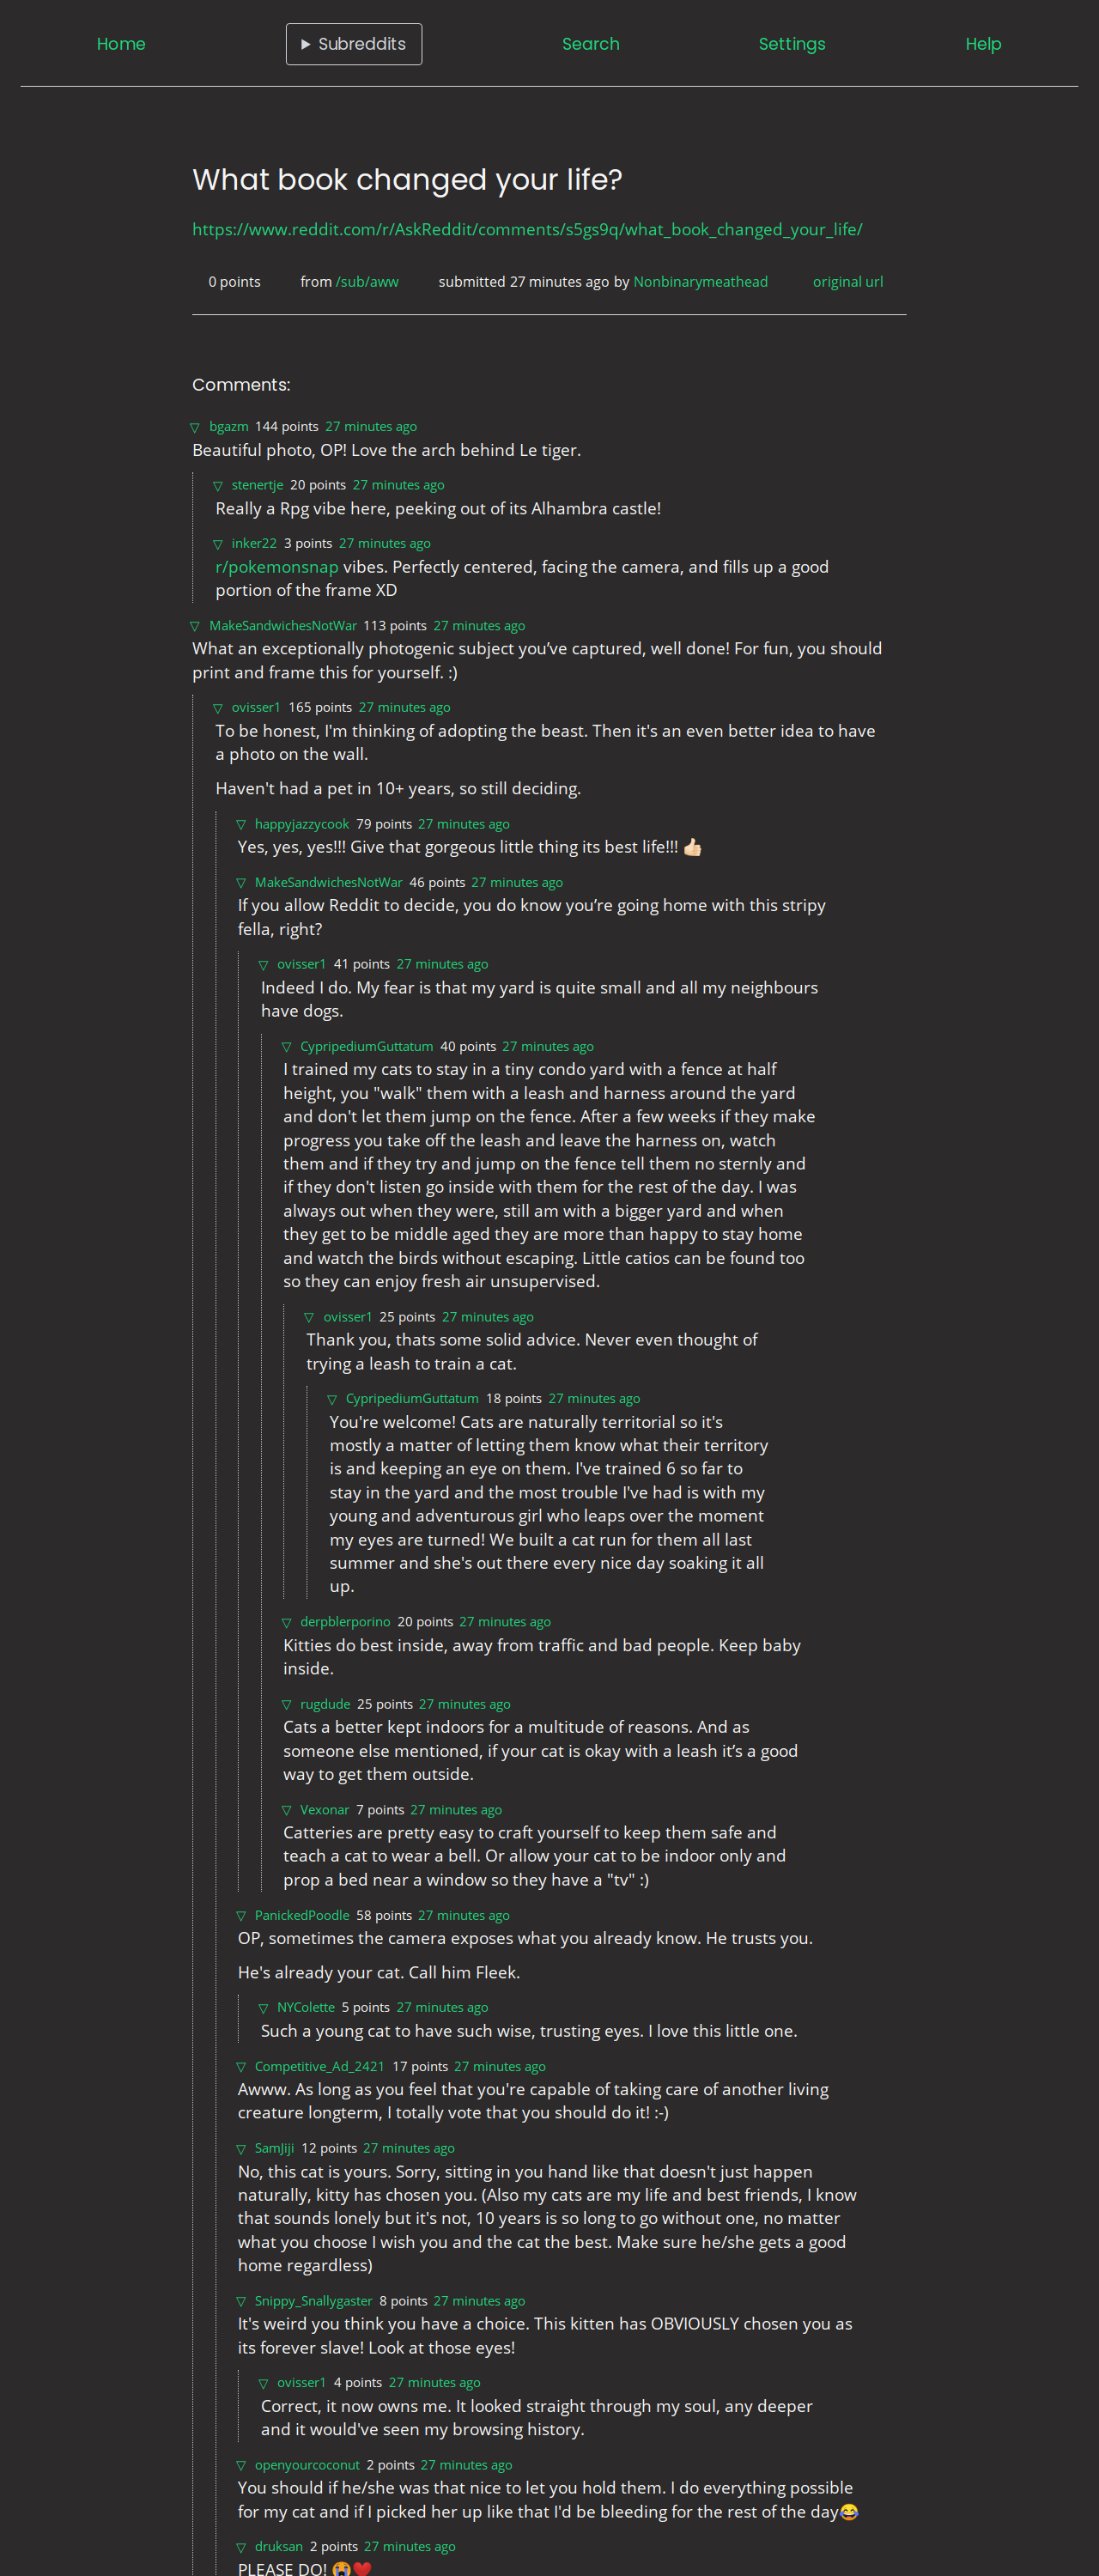 Home
▶ Subreddits
Search
Settings
Help
What book changed your life?
https://www.reddit.com/r/AskReddit/comments/s5gs9q/what_book_changed_your_life/
0 points
from /sub/aww
submitted 27 minutes ago by Nonbinarymeathead
original url
Comments:
▽ bgazm 144 points 27 minutes ago
Beautiful photo, OP! Love the arch behind Le tiger.
▽ stenertje 20 points 27 minutes ago
Really a Rpg vibe here, peeking out of its Alhambra castle!
▽ inker22 3 points 27 minutes ago
r/pokemonsnap vibes. Perfectly centered, facing the camera, and fills up a good
portion of the frame XD
▽ MakeSandwichesNotWar 113 points 27 minutes ago
What an exceptionally photogenic subject you’ve captured, well done! For fun, you should
print and frame this for yourself. :)
▽ ovisser1 165 points 27 minutes ago
To be honest, I'm thinking of adopting the beast. Then it's an even better idea to have
a photo on the wall.
Haven't had a pet in 10+ years, so still deciding.
▽ happyjazzycook 79 points 27 minutes ago
Yes, yes, yes!!! Give that gorgeous little thing its best life!!! 👍🏻
▽ MakeSandwichesNotWar 46 points 27 minutes ago
If you allow Reddit to decide, you do know you’re going home with this stripy
fella, right?
▽ ovisser1 41 points 27 minutes ago
Indeed I do. My fear is that my yard is quite small and all my neighbours
have dogs.
▽ CypripediumGuttatum 40 points 27 minutes ago
I trained my cats to stay in a tiny condo yard with a fence at half
height, you "walk" them with a leash and harness around the yard
and don't let them jump on the fence. After a few weeks if they make
progress you take off the leash and leave the harness on, watch
them and if they try and jump on the fence tell them no sternly and
if they don't listen go inside with them for the rest of the day. I was
always out when they were, still am with a bigger yard and when
they get to be middle aged they are more than happy to stay home
and watch the birds without escaping. Little catios can be found too
so they can enjoy fresh air unsupervised.
▽ ovisser1 25 points 27 minutes ago
Thank you, thats some solid advice. Never even thought of
trying a leash to train a cat.
▽ CypripediumGuttatum 18 points 27 minutes ago
You're welcome! Cats are naturally territorial so it's
mostly a matter of letting them know what their territory
is and keeping an eye on them. I've trained 6 so far to
stay in the yard and the most trouble I've had is with my
young and adventurous girl who leaps over the moment
my eyes are turned! We built a cat run for them all last
summer and she's out there every nice day soaking it all
up.
▽ derpblerporino 20 points 27 minutes ago
Kitties do best inside, away from traffic and bad people. Keep baby
inside.
▽ rugdude 25 points 27 minutes ago
Cats a better kept indoors for a multitude of reasons. And as
someone else mentioned, if your cat is okay with a leash it’s a good
way to get them outside.
▽ Vexonar 7 points 27 minutes ago
Catteries are pretty easy to craft yourself to keep them safe and
teach a cat to wear a bell. Or allow your cat to be indoor only and
prop a bed near a window so they have a "tv" :)
▽ PanickedPoodle 58 points 27 minutes ago
OP, sometimes the camera exposes what you already know. He trusts you.
He's already your cat. Call him Fleek.
▽ NYColette 5 points 27 minutes ago
Such a young cat to have such wise, trusting eyes. I love this little one.
▽ Competitive_Ad_2421 17 points 27 minutes ago
Awww. As long as you feel that you're capable of taking care of another living
creature longterm, I totally vote that you should do it! :-)
▽ SamJiji 12 points 27 minutes ago
No, this cat is yours. Sorry, sitting in you hand like that doesn't just happen
naturally, kitty has chosen you. (Also my cats are my life and best friends, I know
that sounds lonely but it's not, 10 years is so long to go without one, no matter
what you choose I wish you and the cat the best. Make sure he/she gets a good
home regardless)
▽ Snippy_Snallygaster 8 points 27 minutes ago
It's weird you think you have a choice. This kitten has OBVIOUSLY chosen you as
its forever slave! Look at those eyes!
▽ ovisser1 4 points 27 minutes ago
Correct, it now owns me. It looked straight through my soul, any deeper
and it would've seen my browsing history.
▽ openyourcoconut 2 points 27 minutes ago
You should if he/she was that nice to let you hold them. I do everything possible
for my cat and if I picked her up like that I'd be bleeding for the rest of the day😂
▽ druksan 2 points 27 minutes ago
PLEASE DO! 😭❤️